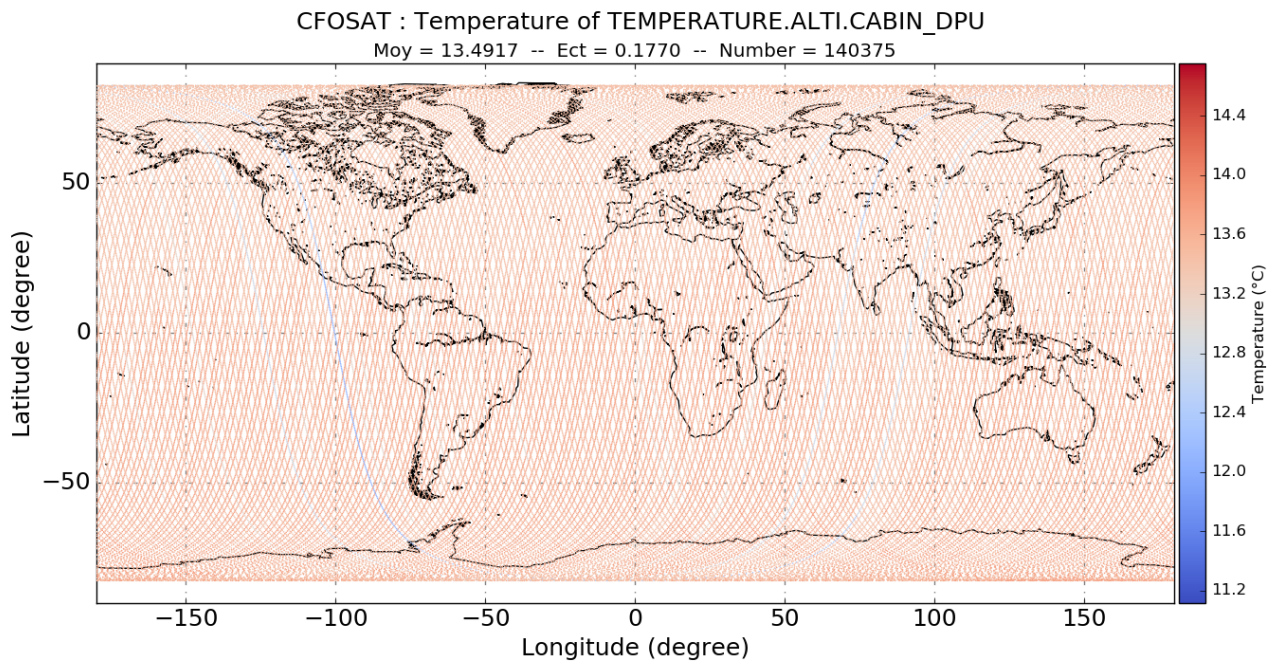 CFOSAT : Temperature of TEMPERATURE.ALTI.CABIN_DPU
Moy = 13.4917 -- Ect = 0.1770 -- Number = 140375
50
0
−50
Latitude (degree)
−150 −100 −50 0 50 100 150
Longitude (degree)
14.4
14.0
13.6
13.2
12.8
12.4
12.0
11.6
11.2
Temperature (°C)